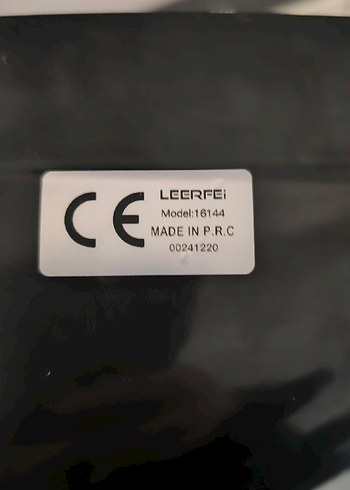 CE
LEERFEi
Model:16144
MADE IN P.R.C
00241220